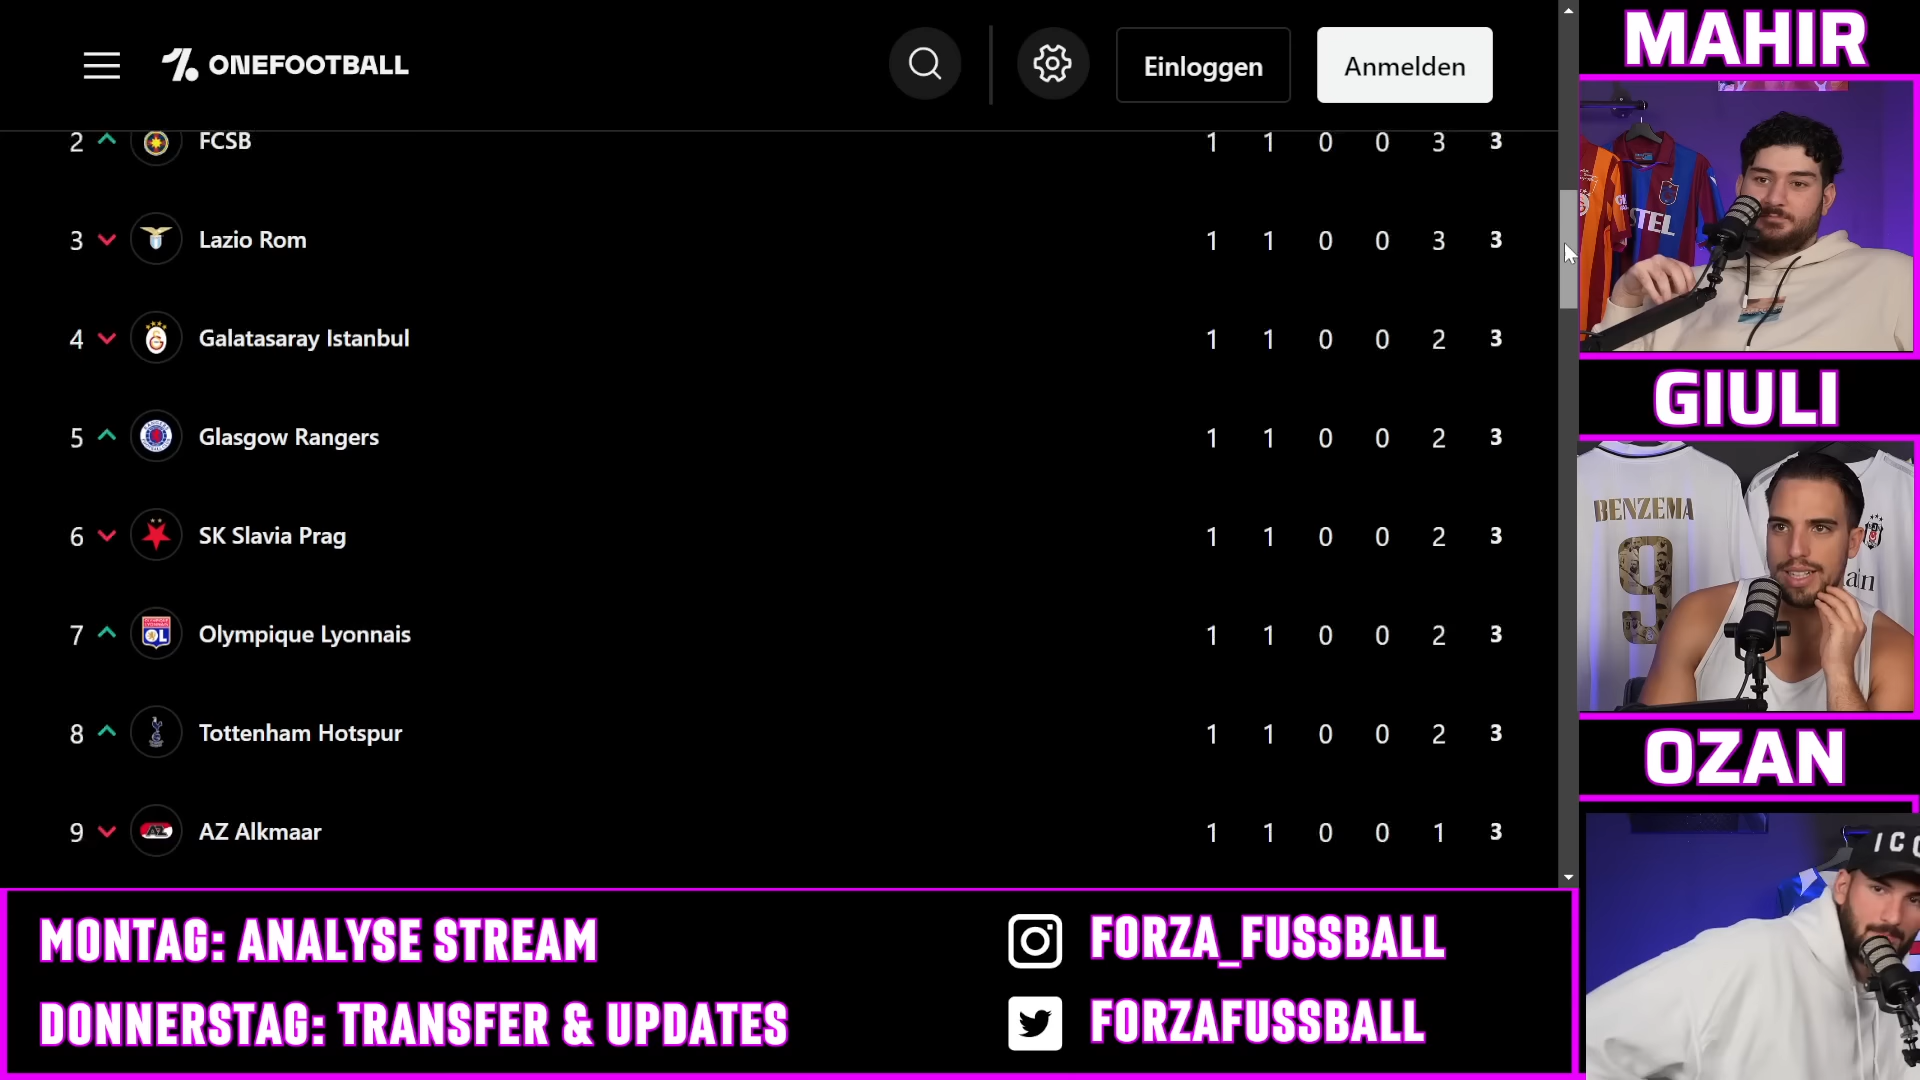 ONEFOOTBALL
Einloggen
Anmelden
2 FCSB 1 1 0 0 3 3
3 Lazio Rom 1 1 0 0 3 3
4 Galatasaray Istanbul 1 1 0 0 2 3
5 Glasgow Rangers 1 1 0 0 2 3
6 SK Slavia Prag 1 1 0 0 2 3
7 Olympique Lyonnais 1 1 0 0 2 3
8 Tottenham Hotspur 1 1 0 0 2 3
9 AZ Alkmaar 1 1 0 0 1 3
MONTAG: ANALYSE STREAM
DONNERSTAG: TRANSFER & UPDATES
FORZA_FUSSBALL
FORZAFUSSBALL
MAHIR
STEL
GIULI
BENZEMA
9
ain
OZAN
ICO